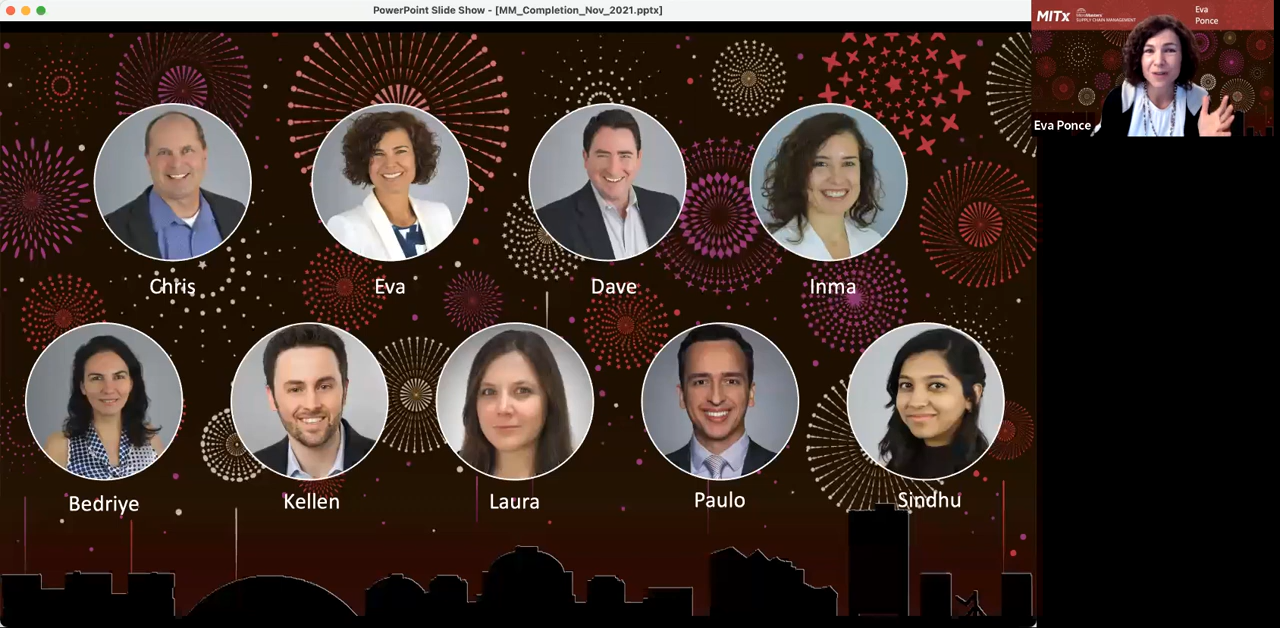 PowerPoint Slide Show - [MM_Completion_Nov_2021.pptx]
MITx
MicroMasters
SUPPLY CHAIN MANAGEMENT
Eva
Ponce
Eva Ponce
Chris
Eva
Dave
Inma
Bedriye
Kellen
Laura
Paulo
Sindhu